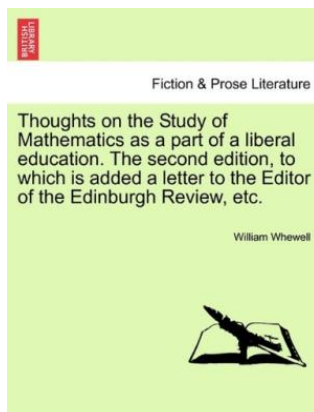 BRITISH
LIBRARY
Fiction & Prose Literature
Thoughts on the Study of
Mathematics as a part of a liberal
education. The second edition, to
which is added a letter to the Editor
of the Edinburgh Review, etc.
William Whewell